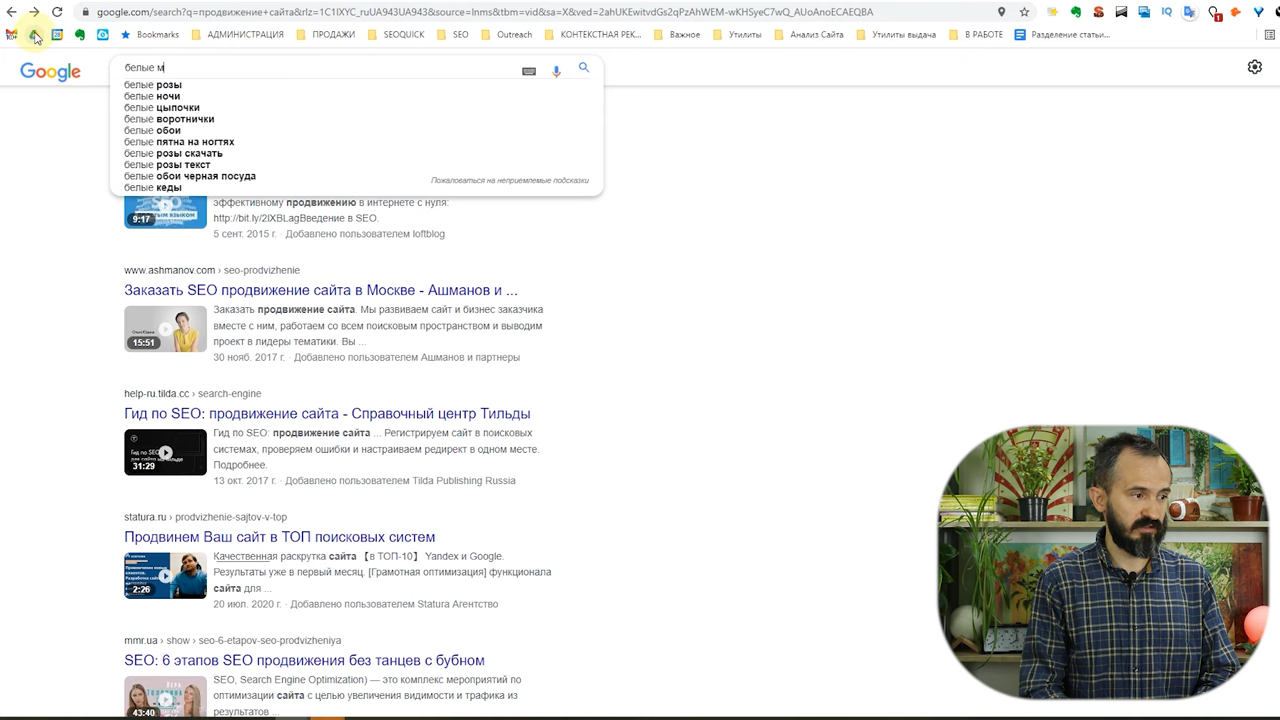 google.com/search?q=продвижение+сайта&rlz=1C1IXYC_ruUA943UA943&source=lnms&tbm=vid&sa=X&ved=2ahUKEwitvdGs2qPzAhWEM-wKHSyeC7wQ_AUoAnoECAEQBA
Bookmarks АДМИНИСТРАЦИЯ ПРОДАЖИ SEOQUICK SEO Outreach КОНТЕКСТНАЯ РЕК... Важное Утилиты Анализ Сайта Утилиты выдача В РАБОТЕ Разделение статьи...
Google
белые м
белые розы
белые ночи
белые цыпочки
белые воротнички
белые обои
белые пятна на ногтях
белые розы скачать
белые розы текст
белые обои черная посуда
белые кеды
Пожаловаться на неприемлемые подсказки
9:17
эффективному продвижению в интернете с нуля:
http://bit.ly/2lXBLagВведение в SEO.
5 сент. 2015 г. · Добавлено пользователем loftblog
www.ashmanov.com › seo-prodvizhenie
Заказать SEO продвижение сайта в Москве - Ашманов и ...
15:51
Заказать продвижение сайта. Мы развиваем сайт и бизнес заказчика
вместе с ним, работаем со всем поисковым пространством и выводим
проект в лидеры тематики. Вы ...
30 нояб. 2017 г. · Добавлено пользователем Ашманов и партнеры
help-ru.tilda.cc › search-engine
Гид по SEO: продвижение сайта - Справочный центр Тильды
31:29
Гид по SEO: продвижение сайта ... Регистрируем сайт в поисковых
системах, проверяем ошибки и настраиваем редирект в одном месте.
Подробнее.
13 окт. 2017 г. · Добавлено пользователем Tilda Publishing Russia
statura.ru › prodvizhenie-sajtov-v-top
Продвинем Ваш сайт в ТОП поисковых систем
2:26
Качественная раскрутка сайта 【в ТОП-10】 Yandex и Google.
Результаты уже в первый месяц. [Грамотная оптимизация] функционала
сайта для ...
20 июл. 2020 г. · Добавлено пользователем Statura Агентство
mmr.ua › show › seo-6-etapov-seo-prodvizheniya
SEO: 6 этапов SEO продвижения без танцев с бубном
43:40
SEO, Search Engine Optimization) — это комплекс мероприятий по
оптимизации сайта с целью увеличения видимости и трафика из
результатов ...